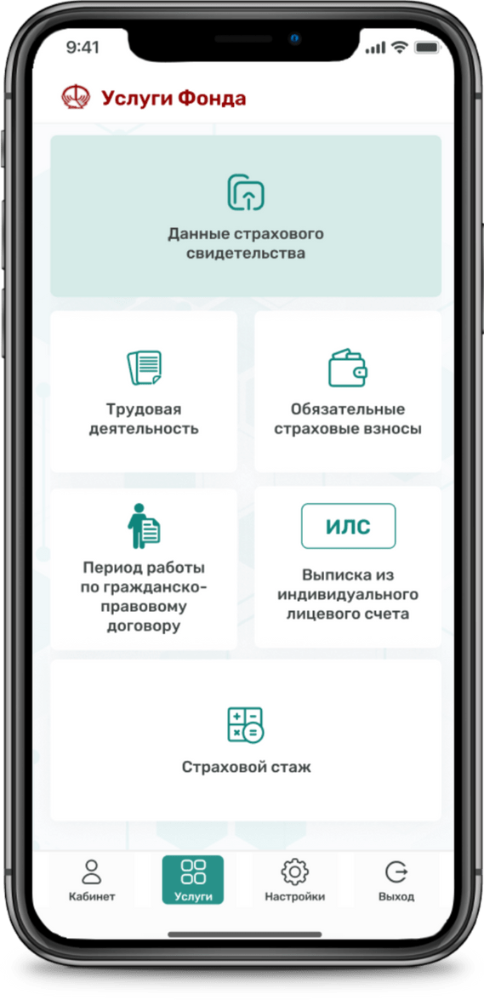 9:41
Услуги Фонда
Данные страхового
свидетельства
Трудовая
деятельность
Обязательные
страховые взносы
Период работы
по гражданско-
правовому
договору
ИЛС
Выписка из
индивидуального
лицевого счета
Страховой стаж
Кабинет
Услуги
Настройки
Выход